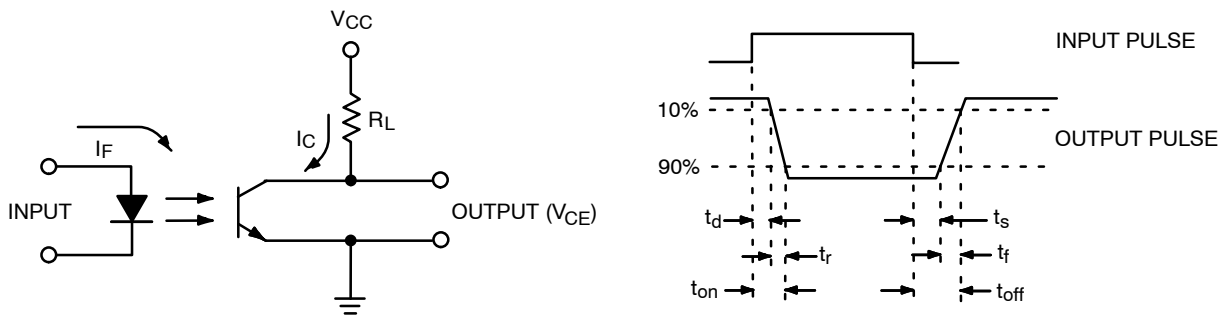 VCC
RL
IC
IF
INPUT
OUTPUT (VCE)
INPUT PULSE
10%
OUTPUT PULSE
90%
td
ts
tr
tf
ton
toff